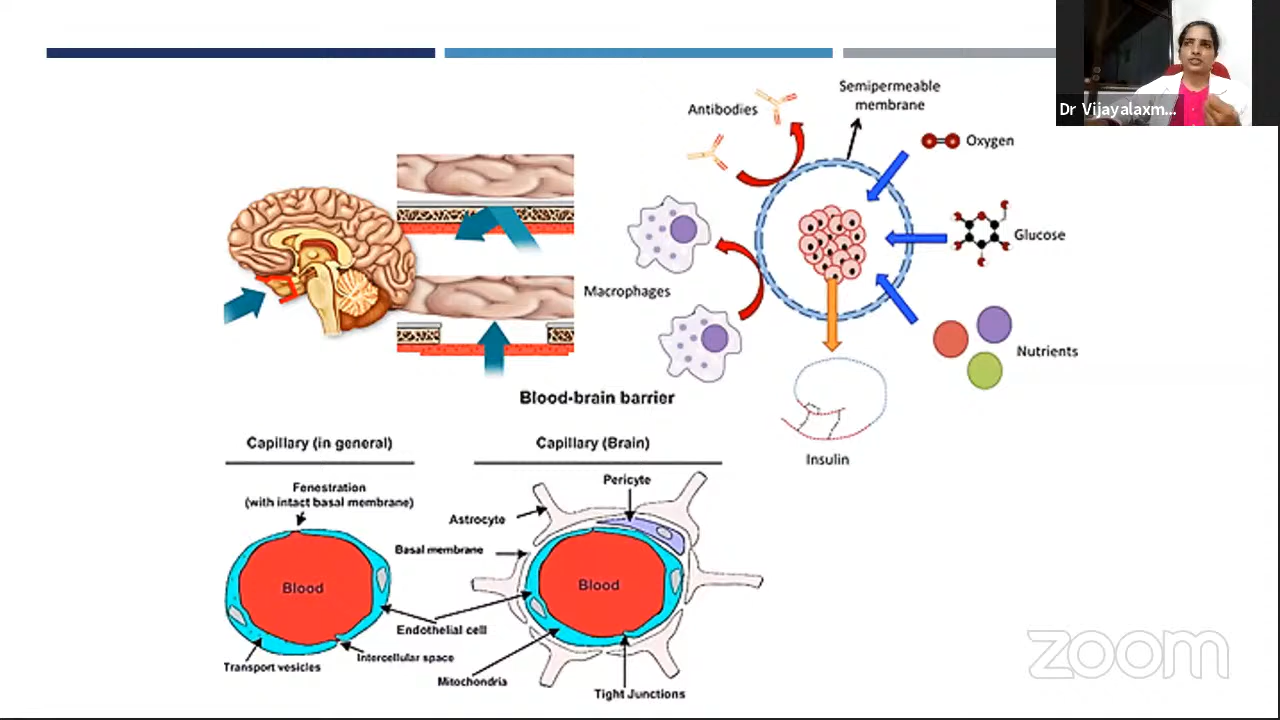 Dr Vijayalaxm...
Semipermeable
membrane
Antibodies
Oxygen
Glucose
Macrophages
Nutrients
Insulin
Blood-brain barrier
Capillary (in general)
Capillary (Brain)
Fenestration
(with intact basal membrane)
Pericyte
Astrocyte
Basal membrane
Blood
Blood
Endothelial cell
Intercellular space
Transport vesicles
Mitochondria
Tight Junctions
zoom